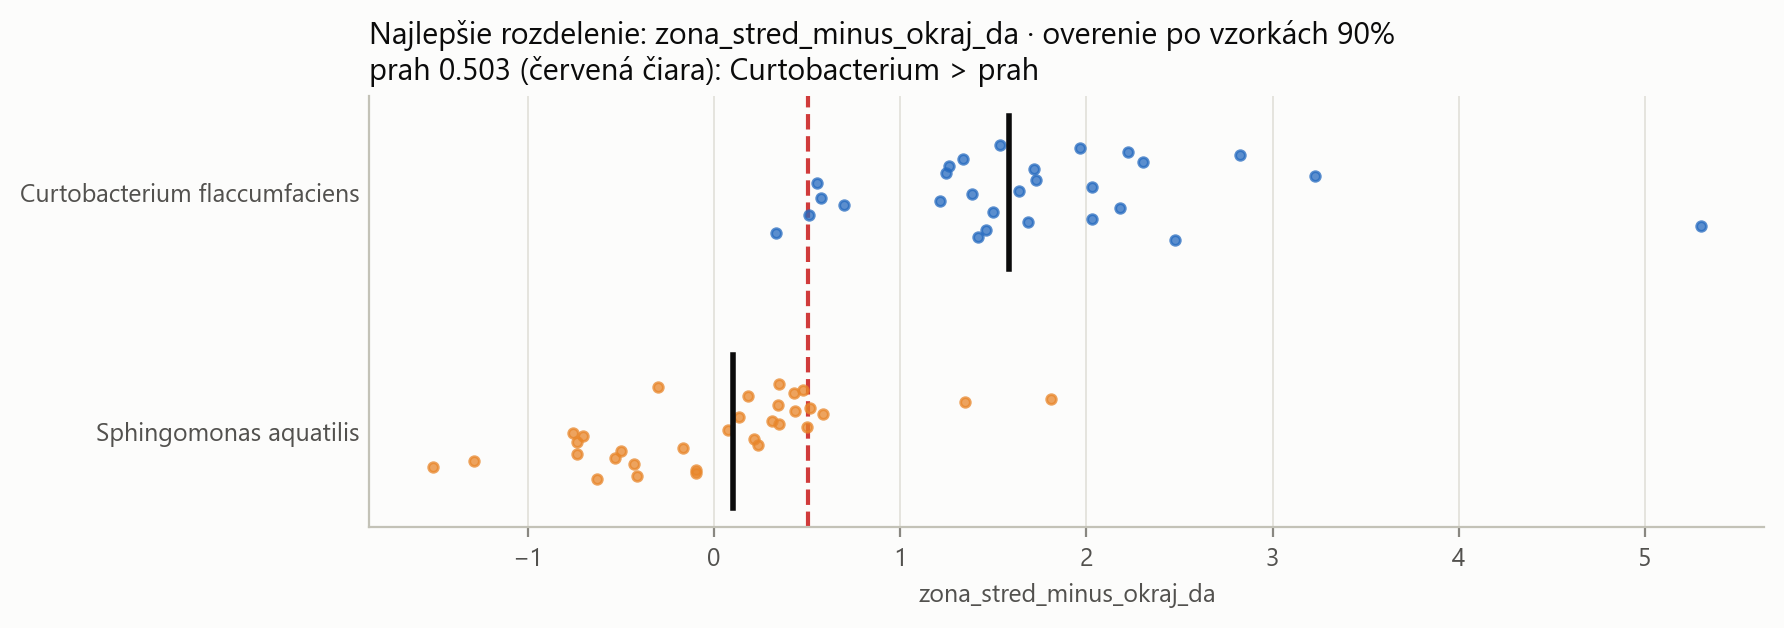 Najlepšie rozdelenie: zona_stred_minus_okraj_da · overenie po vzorkách 90%
prah 0.503 (červená čiara): Curtobacterium > prah
Curtobacterium flaccumfaciens
Sphingomonas aquatilis
−1 0 1 2 3 4 5
zona_stred_minus_okraj_da